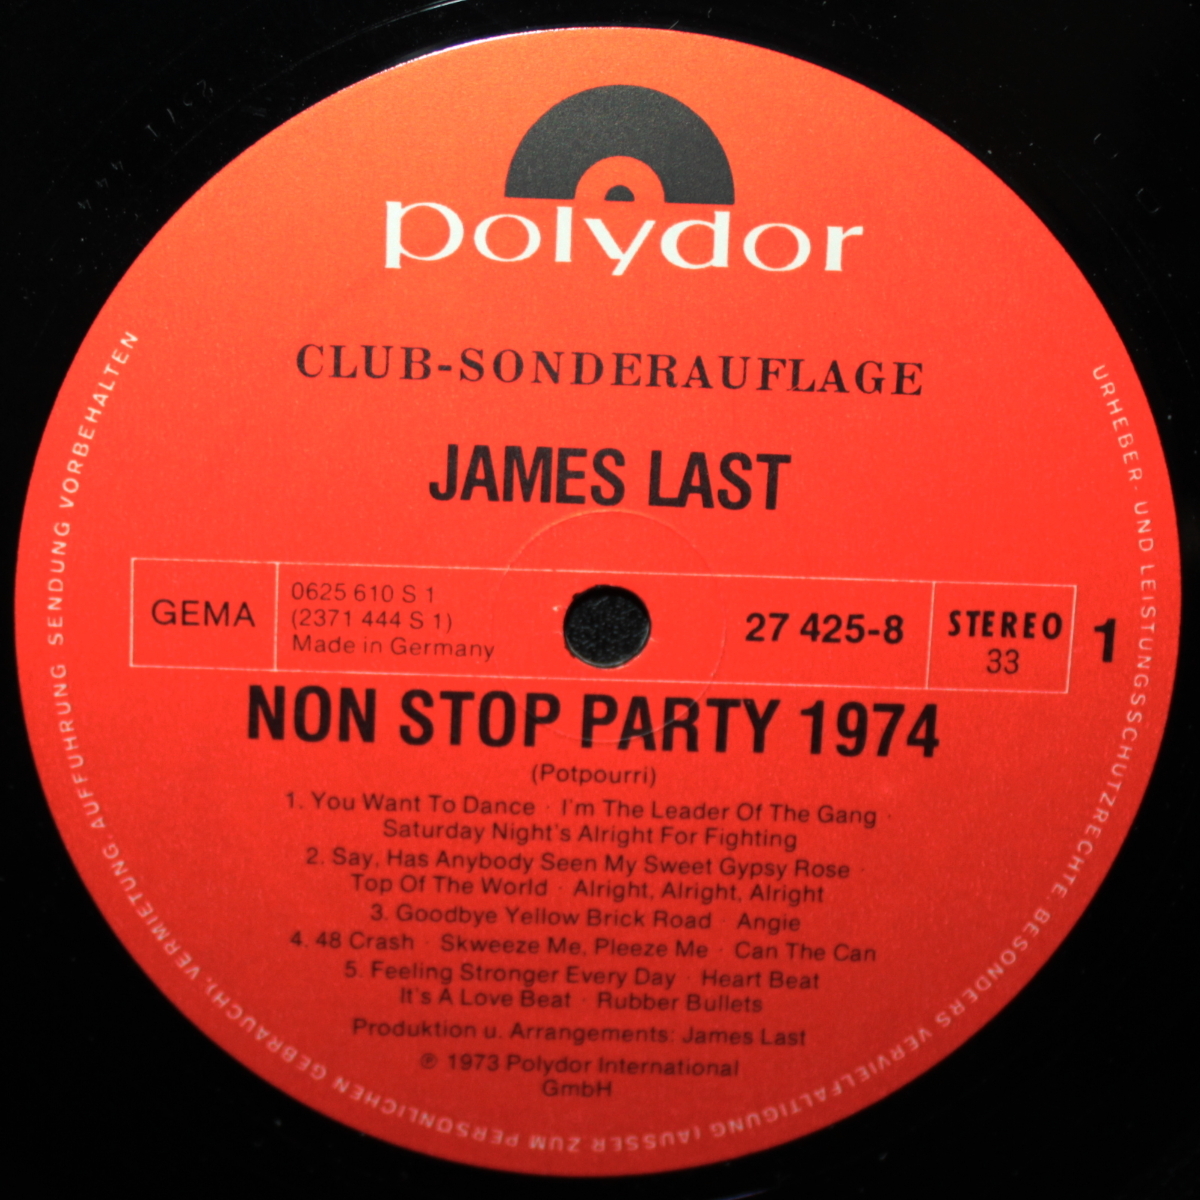 polydor
CLUB-SONDERAUFLAGE
JAMES LAST
GEMA
0625 610 S 1
(2371 444 S 1)
Made in Germany
27 425-8
STEREO
33
1
NON STOP PARTY 1974
(Potpourri)
1. You Want To Dance · I'm The Leader Of The Gang ·
Saturday Night's Alright For Fighting
2. Say, Has Anybody Seen My Sweet Gypsy Rose ·
Top Of The World · Alright, Alright, Alright
3. Goodbye Yellow Brick Road · Angie
4. 48 Crash · Skweeze Me, Pleeze Me · Can The Can
5. Feeling Stronger Every Day · Heart Beat
It's A Love Beat · Rubber Bullets
Produktion u. Arrangements: James Last
℗ 1973 Polydor International
GmbH
URHEBER- UND LEISTUNGSSCHUTZRECHTE, BESONDERS VERVIELFÄLTIGUNG (AUSSER ZUM PERSÖNLICHEN GEBRAUCH), VERMIETUNG, AUFFÜHRUNG, SENDUNG VORBEHALTEN